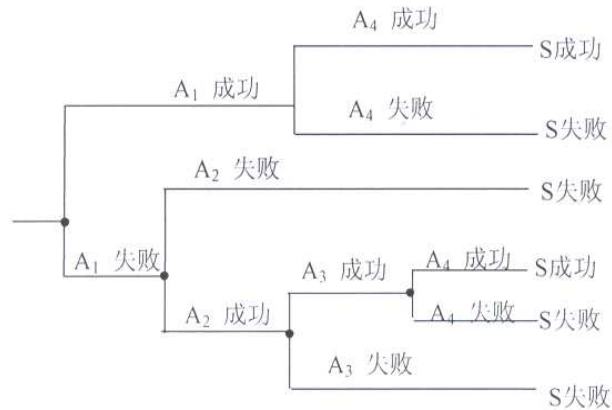 A₄ 成功
S成功
A₁ 成功
A₄ 失败
S失败
A₂ 失败
S失败
A₁ 失败
A₃ 成功
A₄ 成功
S成功
A₂ 成功
A₄ 失败
S失败
A₃ 失败
S失败